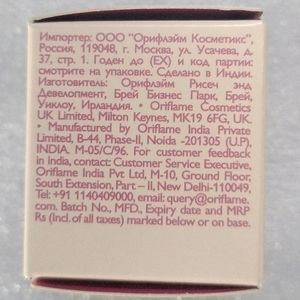 Импортер: ООО "Орифлэйм Косметикс",
Россия, 119048, г. Москва, ул. Усачева, д.
37, стр. 1. Годен до (EX) и код партии:
смотрите на упаковке. Сделано в Индии.
Изготовитель: Орифлэйм Рисеч энд
Девелопмент, Брей Бизнес Парк, Брей,
Уиклоу, Ирландия. • Oriflame Cosmetics
UK Limited, Milton Keynes, MK19 6FG, UK.
• Manufactured by Oriflame India Private
Limited, B-44, Phase-II, Noida -201305 (U.P),
INDIA. M-05/C/96. For customer feedback
in India, contact: Customer Service Executive,
Oriflame India Pvt Ltd, M-10, Ground Floor,
South Extension, Part – II, New Delhi-110049,
Tel: +91 1140409000, email: query@oriflame.
com. Batch No., MFD., Expiry date and MRP
Rs (Incl. of all taxes) marked below or on base.